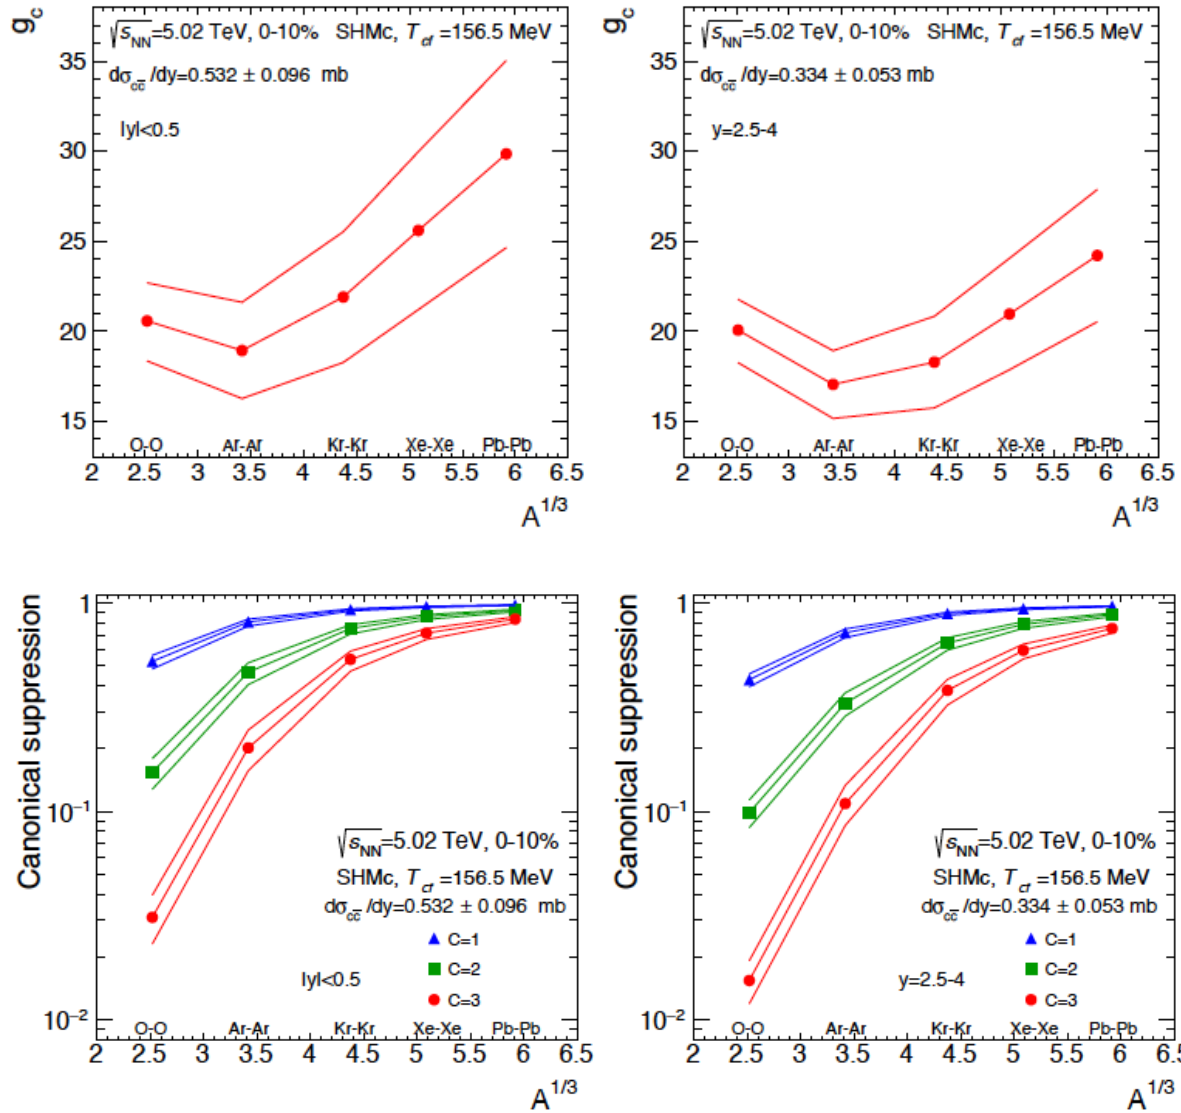 g_c
√s_NN=5.02 TeV, 0-10% SHMc, T_cf =156.5 MeV
dσ_cc̅ /dy=0.532 ± 0.096 mb
|y|<0.5
35
30
25
20
15
O-O Ar-Ar Kr-Kr Xe-Xe Pb-Pb
2 2.5 3 3.5 4 4.5 5 5.5 6 6.5
A^1/3
g_c
√s_NN=5.02 TeV, 0-10% SHMc, T_cf =156.5 MeV
dσ_cc̅ /dy=0.334 ± 0.053 mb
y=2.5-4
35
30
25
20
15
O-O Ar-Ar Kr-Kr Xe-Xe Pb-Pb
2 2.5 3 3.5 4 4.5 5 5.5 6 6.5
A^1/3
Canonical suppression
1
10^−1
10^−2
√s_NN=5.02 TeV, 0-10%
SHMc, T_cf =156.5 MeV
dσ_cc̅ /dy=0.532 ± 0.096 mb
C=1
C=2
C=3
|y|<0.5
O-O Ar-Ar Kr-Kr Xe-Xe Pb-Pb
2 2.5 3 3.5 4 4.5 5 5.5 6 6.5
A^1/3
Canonical suppression
1
10^−1
10^−2
√s_NN=5.02 TeV, 0-10%
SHMc, T_cf =156.5 MeV
dσ_cc̅ /dy=0.334 ± 0.053 mb
C=1
C=2
C=3
y=2.5-4
O-O Ar-Ar Kr-Kr Xe-Xe Pb-Pb
2 2.5 3 3.5 4 4.5 5 5.5 6
A^1/3